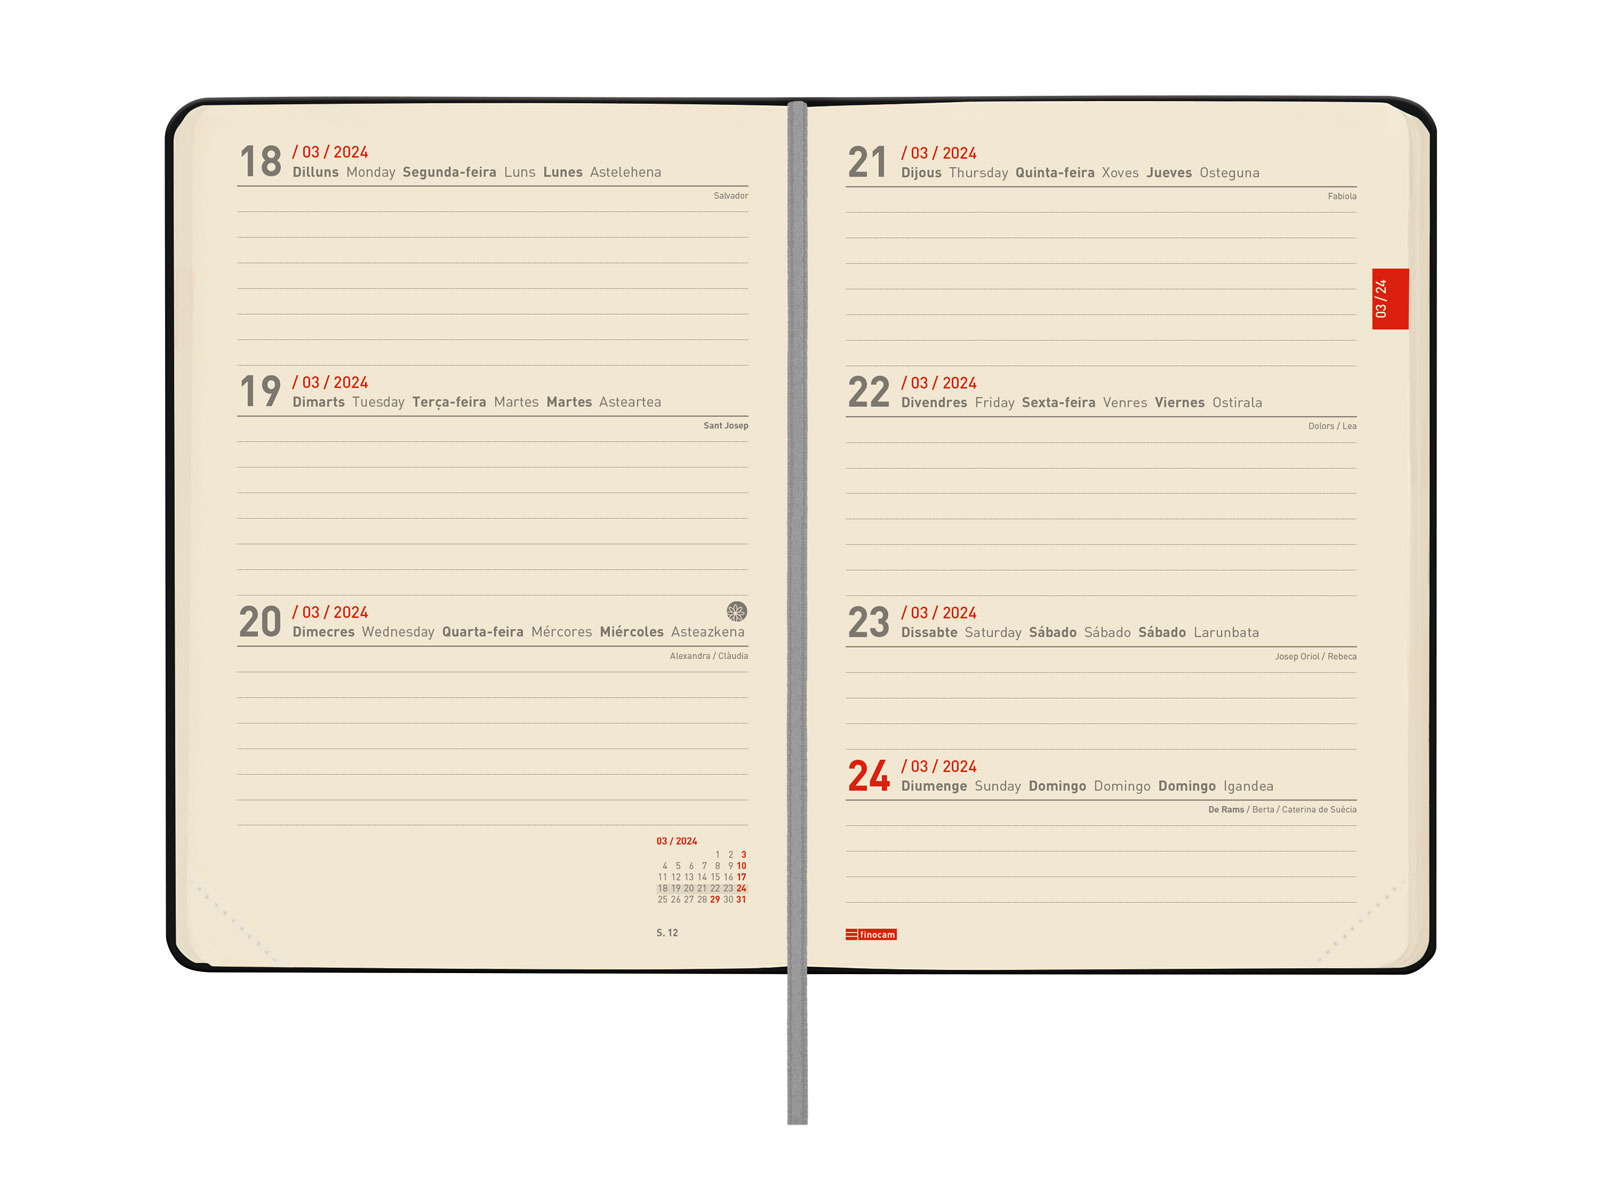 18 / 03 / 2024
Dilluns Monday Segunda-feira Luns Lunes Astelehena
Salvador
19 / 03 / 2024
Dimarts Tuesday Terça-feira Martes Martes Asteartea
Sant Josep
20 / 03 / 2024
Dimecres Wednesday Quarta-feira Mércores Miércoles Asteazkena
Alexandra / Clàudia
03 / 2024
1 2 3
4 5 6 7 8 9 10
11 12 13 14 15 16 17
18 19 20 21 22 23 24
25 26 27 28 29 30 31
S. 12
21 / 03 / 2024
Dijous Thursday Quinta-feira Xoves Jueves Osteguna
Fabiola
03 / 24
22 / 03 / 2024
Divendres Friday Sexta-feira Venres Viernes Ostirala
Dolors / Lea
23 / 03 / 2024
Dissabte Saturday Sábado Sábado Sábado Larunbata
Josep Oriol / Rebeca
24 / 03 / 2024
Diumenge Sunday Domingo Domingo Domingo Igandea
De Rams / Berta / Caterina de Suècia
finocam